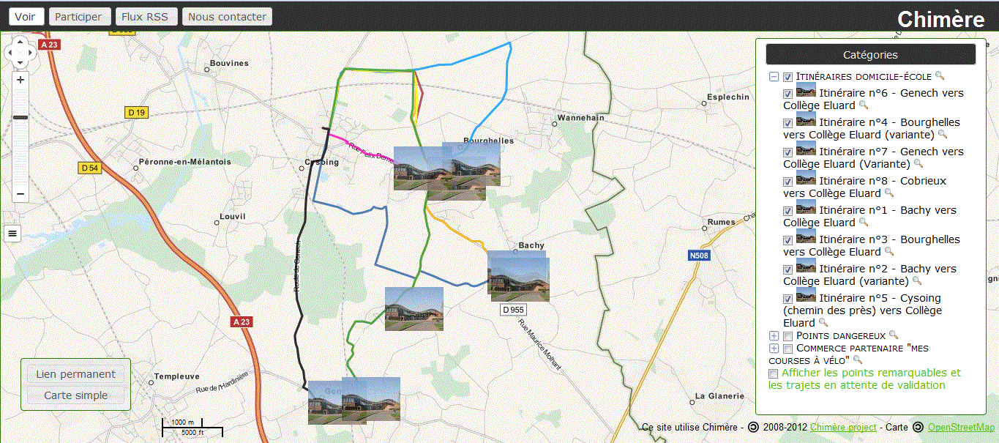 Voir
Participer
Flux RSS
Nous contacter
Chimère
A 23
Bouvines
D 19
Esplechin
Wannehain
Bourghelles
Péronne-en-Mélantois
Cysoing
D 54
Louvil
Rumes
Bachy
N508
Route de Genech
D 955
Rue Maurice Molhant
A 23
Templeuve
Rue de l'Hardinière
La Glanerie
+
−
Lien permanent
Carte simple
1000 m
5000 ft
Catégories
Itinéraires domicile-école
Itinéraire n°6 - Genech vers
Collège Eluard
Itinéraire n°4 - Bourghelles
vers Collège Eluard (variante)
Itinéraire n°7 - Genech vers
Collège Eluard (Variante)
Itinéraire n°8 - Cobrieux
vers Collège Eluard
Itinéraire n°1 - Bachy vers
Collège Eluard
Itinéraire n°3 - Bourghelles
vers Collège Eluard
Itinéraire n°2 - Bachy vers
Collège Eluard (variante)
Itinéraire n°5 - Cysoing
(chemin des près) vers Collège
Eluard
Points dangereux
Commerce partenaire "mes
courses à vélo"
Afficher les points remarquables et
les trajets en attente de validation
Ce site utilise Chimère - © 2008-2012 Chimère project - Carte © OpenStreetMap